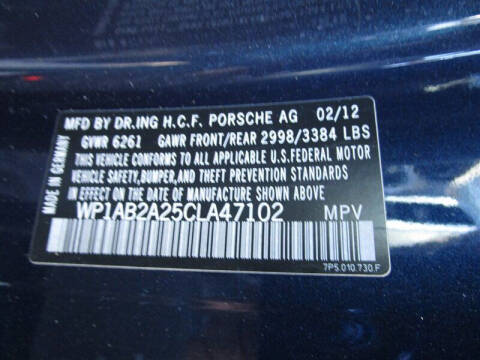 MFD BY DR.ING H.C.F. PORSCHE AG 02/12
GVWR 6261 GAWR FRONT/REAR 2998/3384 LBS
THIS VEHICLE CONFORMS TO ALL APPLICABLE U.S.FEDERAL MOTOR
VEHICLE SAFETY,BUMPER,AND THEFT PREVENTION STANDARDS
IN EFFECT ON THE DATE OF MANUFACTURE SHOWN ABOVE.
WP1AB2A25CLA47102 MPV
7P5.010.730.F
MADE IN GERMANY